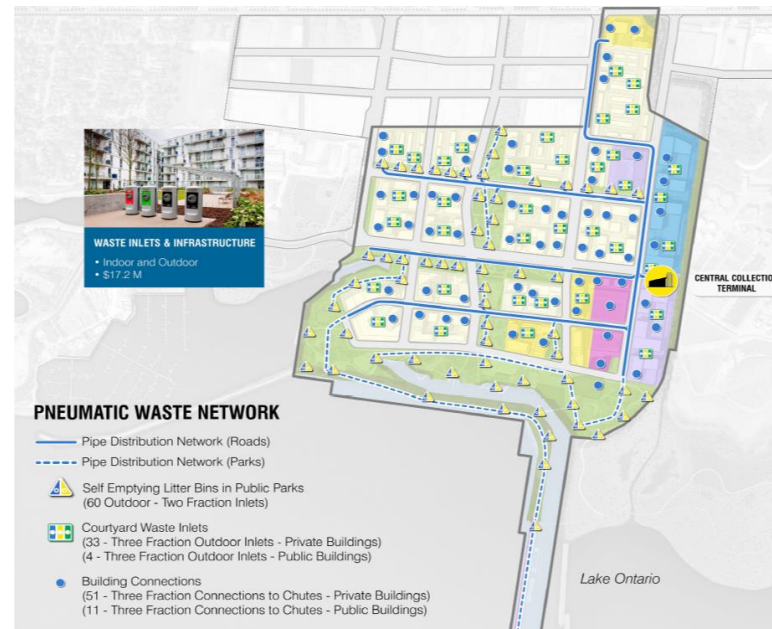 WASTE INLETS & INFRASTRUCTURE
• Indoor and Outdoor
• $17.2 M
CENTRAL COLLECTIO
TERMINAL
PNEUMATIC WASTE NETWORK
Pipe Distribution Network (Roads)
Pipe Distribution Network (Parks)
Self Emptying Litter Bins in Public Parks
(60 Outdoor - Two Fraction Inlets)
Courtyard Waste Inlets
(33 - Three Fraction Outdoor Inlets - Private Buildings)
(4 - Three Fraction Outdoor Inlets - Public Buildings)
Building Connections
(51 - Three Fraction Connections to Chutes - Private Buildings)
(11 - Three Fraction Connections to Chutes - Public Buildings)
Lake Ontario